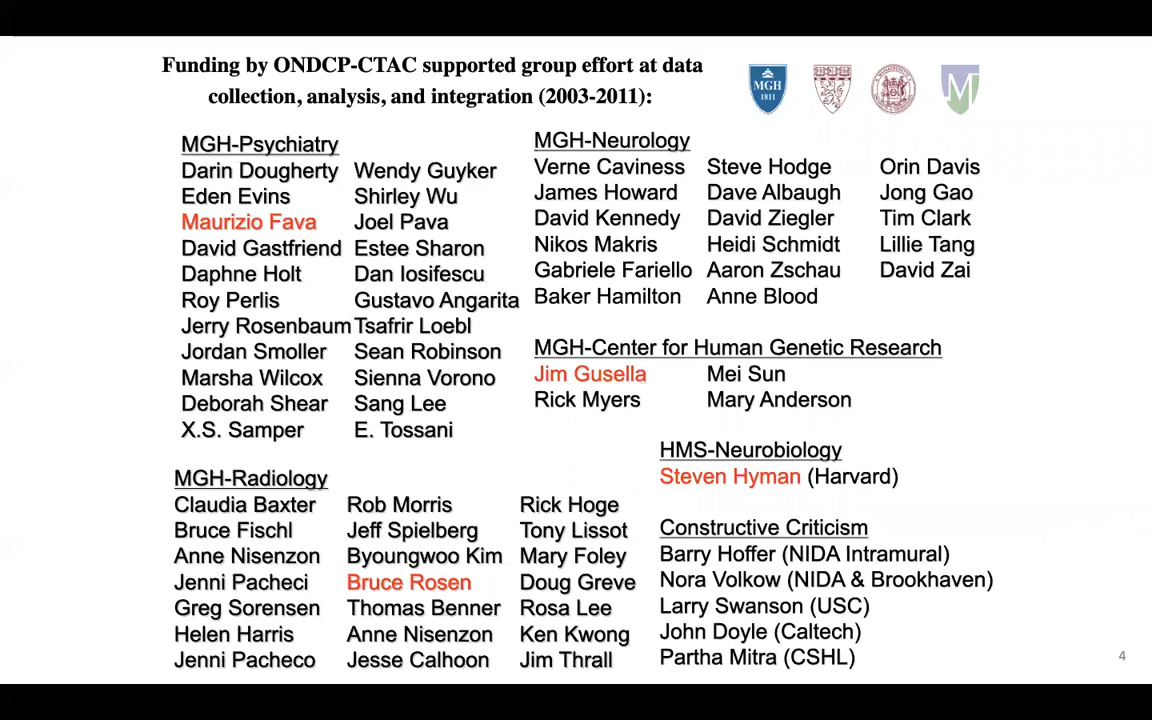 Funding by ONDCP-CTAC supported group effort at data
collection, analysis, and integration (2003-2011):
MGH
1811
M
MGH-Psychiatry
Darin Dougherty Wendy Guyker
Eden Evins Shirley Wu
Maurizio Fava Joel Pava
David Gastfriend Estee Sharon
Daphne Holt Dan Iosifescu
Roy Perlis Gustavo Angarita
Jerry Rosenbaum Tsafrir Loebl
Jordan Smoller Sean Robinson
Marsha Wilcox Sienna Vorono
Deborah Shear Sang Lee
X.S. Samper E. Tossani
MGH-Neurology
Verne Caviness Steve Hodge Orin Davis
James Howard Dave Albaugh Jong Gao
David Kennedy David Ziegler Tim Clark
Nikos Makris Heidi Schmidt Lillie Tang
Gabriele Fariello Aaron Zschau David Zai
Baker Hamilton Anne Blood
MGH-Center for Human Genetic Research
Jim Gusella Mei Sun
Rick Myers Mary Anderson
MGH-Radiology
Claudia Baxter Rob Morris Rick Hoge
Bruce Fischl Jeff Spielberg Tony Lissot
Anne Nisenzon Byoungwoo Kim Mary Foley
Jenni Pacheci Bruce Rosen Doug Greve
Greg Sorensen Thomas Benner Rosa Lee
Helen Harris Anne Nisenzon Ken Kwong
Jenni Pacheco Jesse Calhoon Jim Thrall
HMS-Neurobiology
Steven Hyman (Harvard)
Constructive Criticism
Barry Hoffer (NIDA Intramural)
Nora Volkow (NIDA & Brookhaven)
Larry Swanson (USC)
John Doyle (Caltech)
Partha Mitra (CSHL)
4